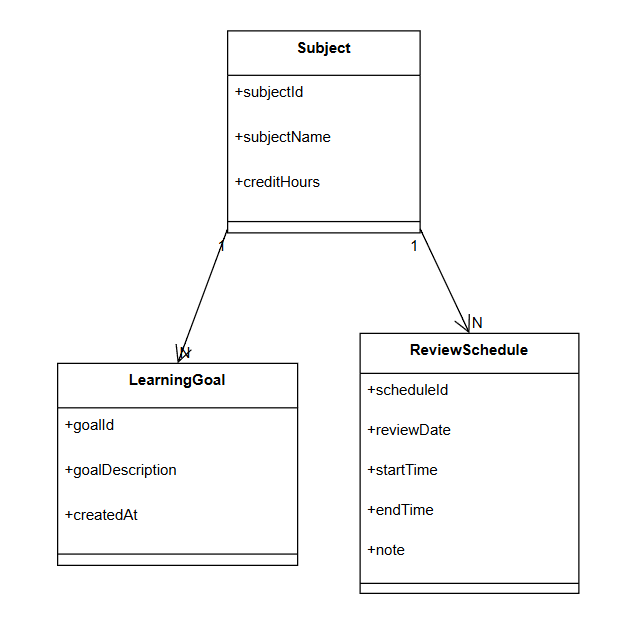 Subject
+subjectId
+subjectName
+creditHours
1
1
N
N
LearningGoal
+goalId
+goalDescription
+createdAt
ReviewSchedule
+scheduleId
+reviewDate
+startTime
+endTime
+note